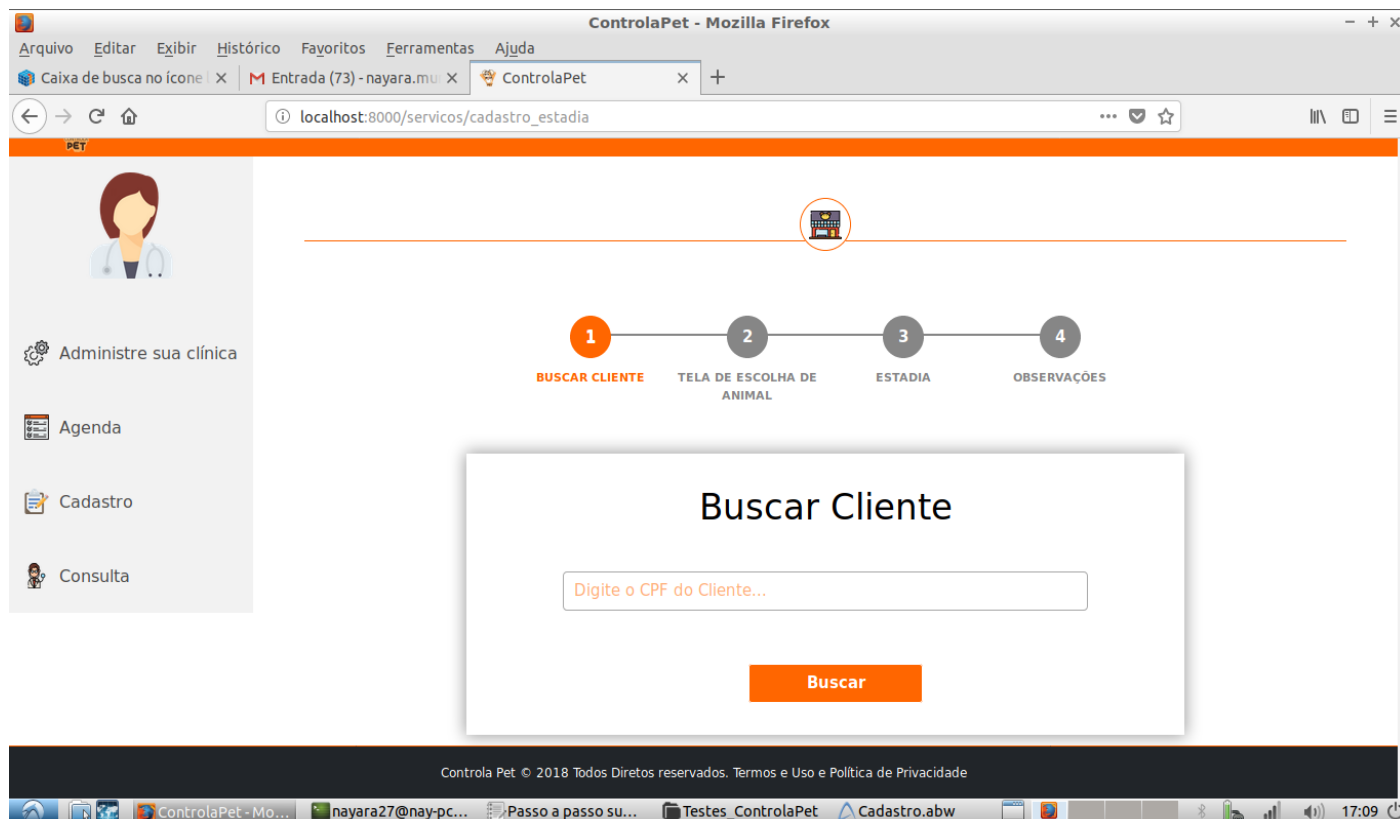 ControlaPet - Mozilla Firefox
Arquivo Editar Exibir Histórico Favoritos Ferramentas Ajuda
Caixa de busca no ícone
Entrada (73) - nayara.mu
ControlaPet
localhost:8000/servicos/cadastro_estadia
PET
1 2 3 4
BUSCAR CLIENTE
TELA DE ESCOLHA DE
ANIMAL
ESTADIA
OBSERVAÇÕES
Administre sua clínica
Agenda
Cadastro
Consulta
Buscar Cliente
Digite o CPF do Cliente...
Buscar
Controla Pet © 2018 Todos Diretos reservados. Termos e Uso e Política de Privacidade
ControlaPet - Mo...
nayara27@nay-pc...
Passo a passo su...
Testes_ControlaPet
Cadastro.abw
17:09